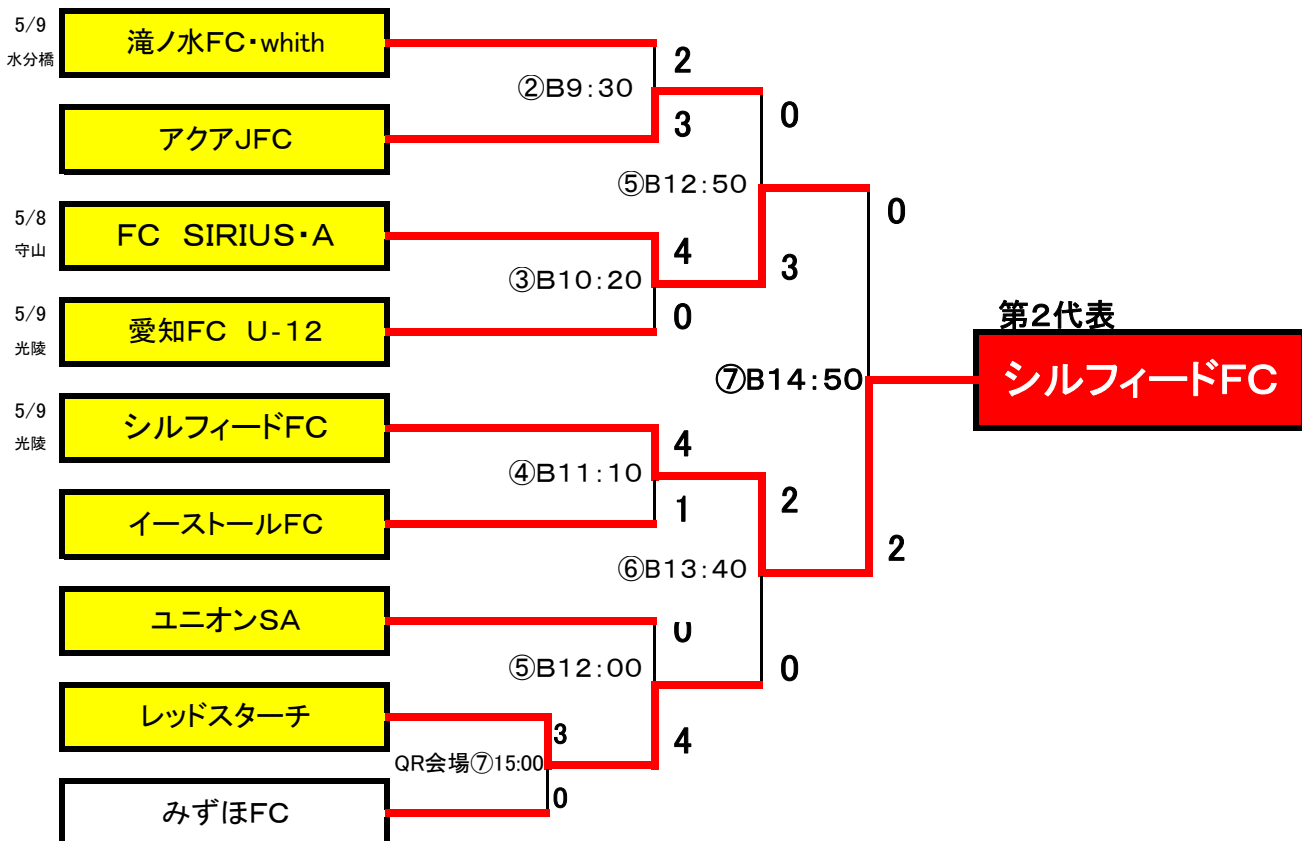 5/9
水分橋
滝ノ水FC・whith
2
②B9:30
0
アクアJFC
3
⑤B12:50
5/8
守山
FC SIRIUS・A
4
0
③B10:20
3
5/9
光陵
愛知FC U-12
0
第2代表
⑦B14:50
シルフィードFC
5/9
光陵
シルフィードFC
4
④B11:10
2
イーストールFC
1
2
⑥B13:40
ユニオンSA
0
⑤B12:00
0
レッドスターチ
3
4
QR会場⑦15:00
みずほFC
0